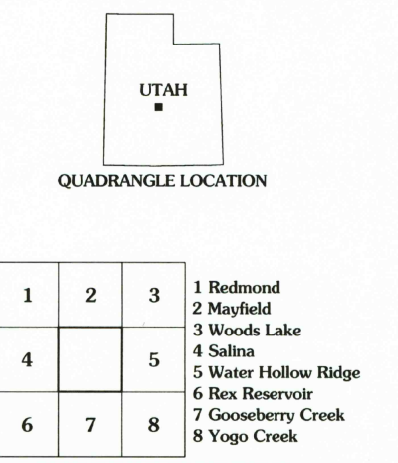 UTAH
QUADRANGLE LOCATION
1 2 3
4 5
6 7 8
1 Redmond
2 Mayfield
3 Woods Lake
4 Salina
5 Water Hollow Ridge
6 Rex Reservoir
7 Gooseberry Creek
8 Yogo Creek